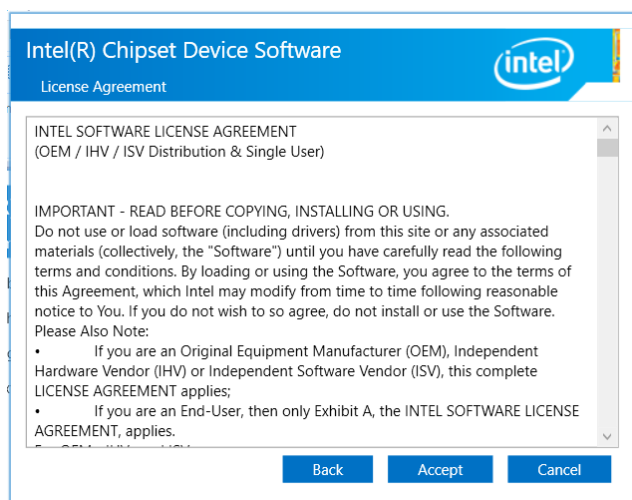 Intel(R) Chipset Device Software
intel
License Agreement
INTEL SOFTWARE LICENSE AGREEMENT
(OEM / IHV / ISV Distribution & Single User)
IMPORTANT - READ BEFORE COPYING, INSTALLING OR USING.
Do not use or load software (including drivers) from this site or any associated
materials (collectively, the "Software") until you have carefully read the following
terms and conditions. By loading or using the Software, you agree to the terms of
this Agreement, which Intel may modify from time to time following reasonable
notice to You. If you do not wish to so agree, do not install or use the Software.
Please Also Note:
• If you are an Original Equipment Manufacturer (OEM), Independent
Hardware Vendor (IHV) or Independent Software Vendor (ISV), this complete
LICENSE AGREEMENT applies;
• If you are an End-User, then only Exhibit A, the INTEL SOFTWARE LICENSE
AGREEMENT, applies.
Back Accept Cancel